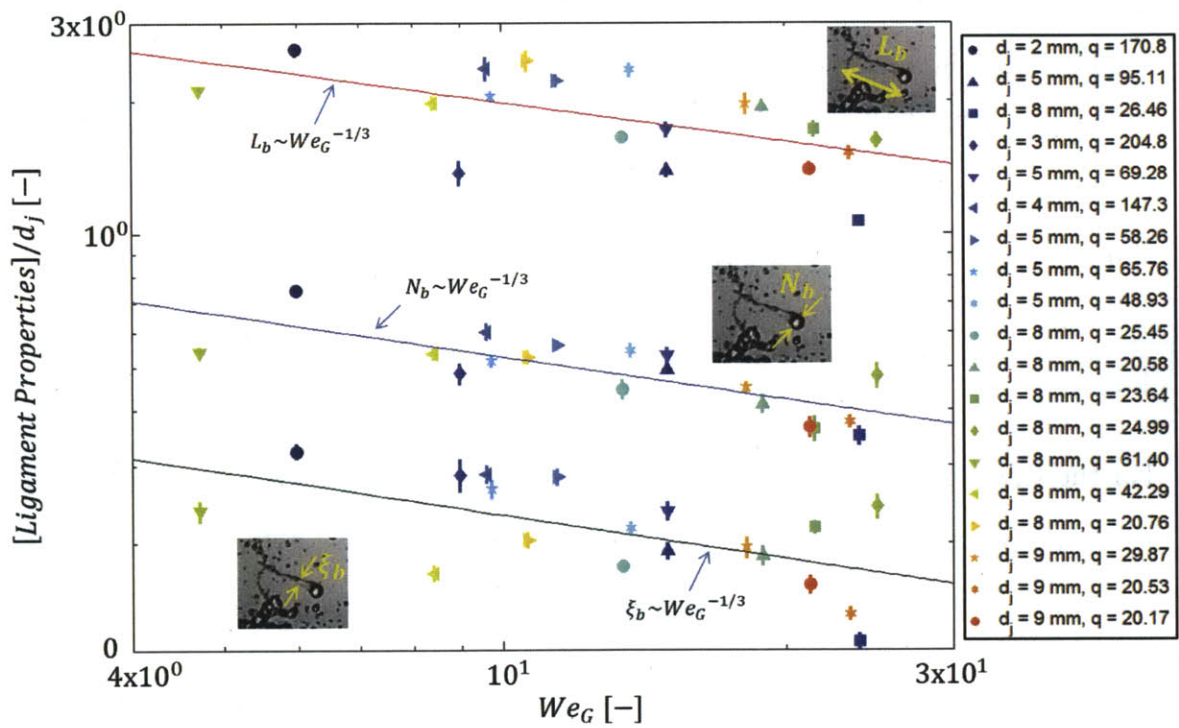 3x10⁰
L_b
L_b~We_G^-1/3
10⁰
N_b~We_G^-1/3
N_b
ξ_b
ξ_b~We_G^-1/3
0
4x10⁰
10¹
3x10¹
We_G [−]
[Ligament Properties]/d_j [−]
d_j = 2 mm, q = 170.8
d_j = 5 mm, q = 95.11
d_j = 8 mm, q = 26.46
d_j = 3 mm, q = 204.8
d_j = 5 mm, q = 69.28
d_j = 4 mm, q = 147.3
d_j = 5 mm, q = 58.26
d_j = 5 mm, q = 65.76
d_j = 5 mm, q = 48.93
d_j = 8 mm, q = 25.45
d_j = 8 mm, q = 20.58
d_j = 8 mm, q = 23.64
d_j = 8 mm, q = 24.99
d_j = 8 mm, q = 61.40
d_j = 8 mm, q = 42.29
d_j = 8 mm, q = 20.76
d_j = 9 mm, q = 29.87
d_j = 9 mm, q = 20.53
d_j = 9 mm, q = 20.17